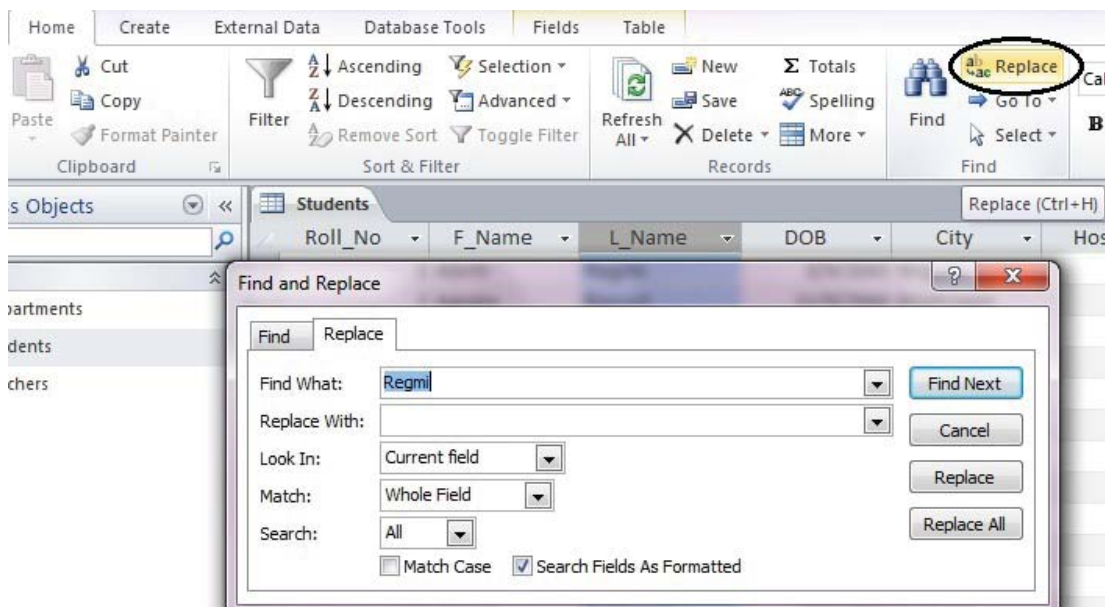 Home Create External Data Database Tools Fields Table
Cut
Copy
Paste
Format Painter
Clipboard
Filter
Ascending
Descending
Remove Sort
Selection
Advanced
Toggle Filter
Sort & Filter
Refresh
All
New
Save
Delete
Σ Totals
Spelling
More
Records
Find
Replace
Go To
Select
Find
Cal
B
s Objects
Students
Replace (Ctrl+H)
Roll_No F_Name L_Name DOB City Hos
partments
dents
chers
Find and Replace
Find Replace
Find What: Regmi Find Next
Replace With: Cancel
Look In: Current field
Match: Whole Field Replace
Search: All Replace All
Match Case Search Fields As Formatted